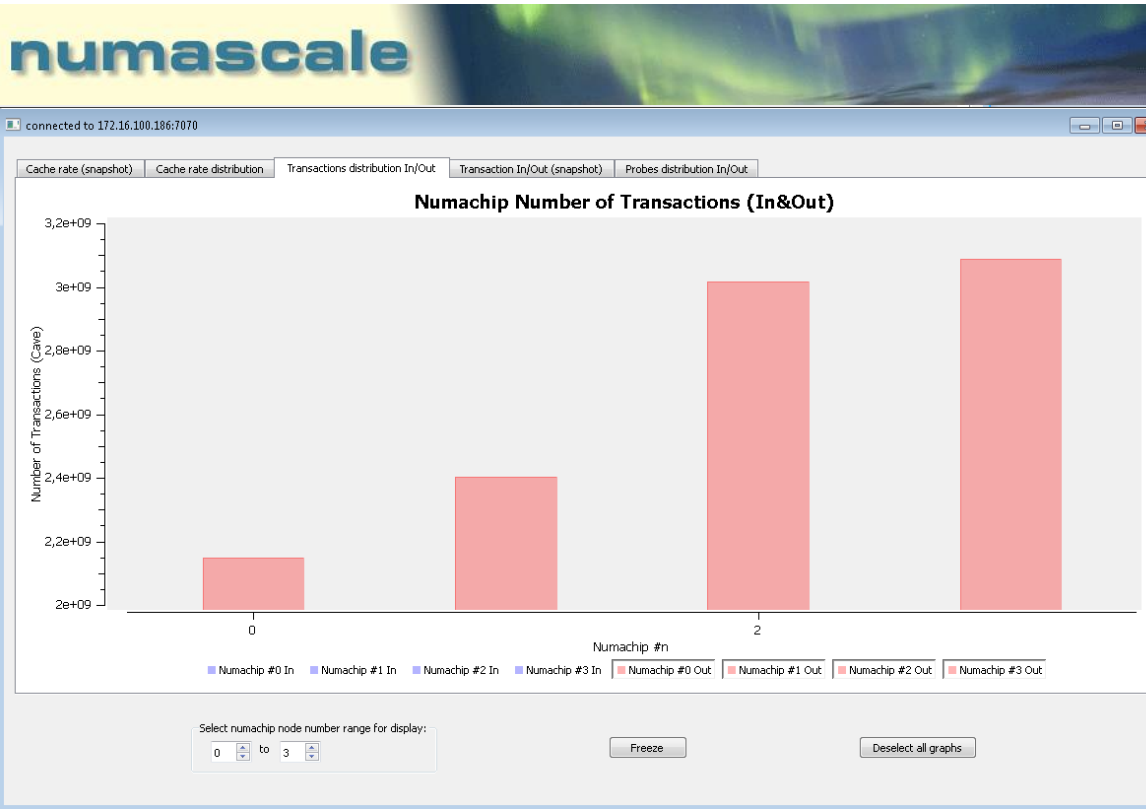 numascale
connected to 172.16.100.186:7070
Cache rate (snapshot) Cache rate distribution Transactions distribution In/Out Transaction In/Out (snapshot) Probes distribution In/Out
Numachip Number of Transactions (In&Out)
3,2e+09
3e+09
2,8e+09
2,6e+09
2,4e+09
2,2e+09
2e+09
Number of Transactions (Cave)
0 2
Numachip #n
Numachip #0 In Numachip #1 In Numachip #2 In Numachip #3 In Numachip #0 Out Numachip #1 Out Numachip #2 Out Numachip #3 Out
Select numachip node number range for display:
0 to 3 Freeze Deselect all graphs